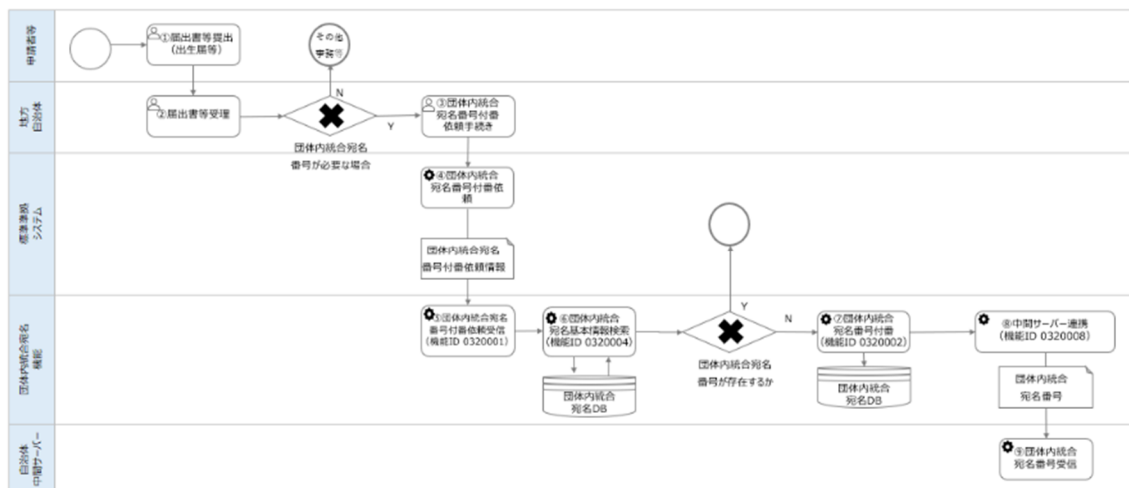 申請者等
①届出書等提出
（出生届等）
その他
事務等
地方
自治体
②届出書等受理
N
Y
団体内統合宛名
番号が必要な場合
③団体内統合
宛名番号付番
依頼手続き
標準準拠
システム
④団体内統合
宛名番号付番依
頼
団体内統合宛名
番号付番依頼情報
団体内統合宛名
機能
⑤団体内統合宛名
番号付番依頼受信
（機能ID 0320001）
⑥団体内統合
宛名基本情報検索
（機能ID 0320004）
団体内統合
宛名DB
Y
N
団体内統合宛名
番号が存在するか
⑦団体内統合
宛名番号付番
（機能ID 0320002）
団体内統合
宛名DB
⑧中間サーバー連携
（機能ID 0320008）
団体内統合
宛名番号
自治体
中間サーバー
⑨団体内統合
宛名番号受信